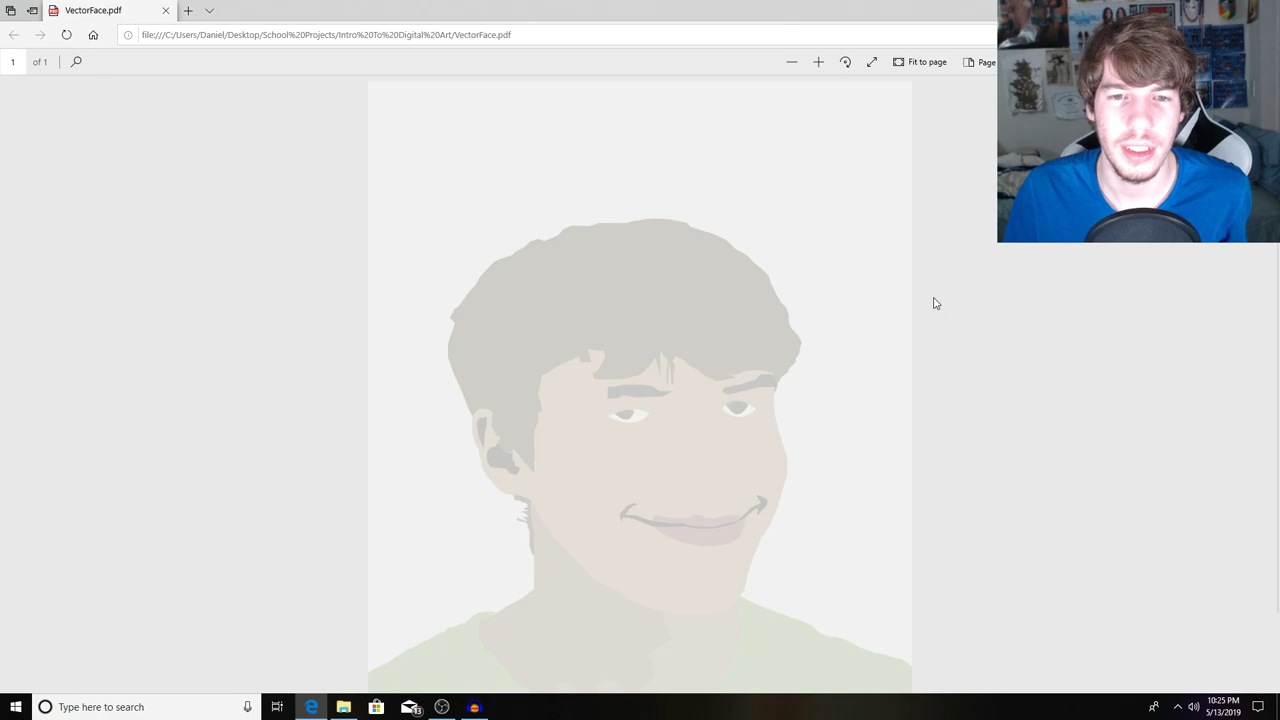 VectorFace.pdf
file:///C:/Users/Daniel/Desktop/School%20Projects/Intro%20To%20Digital%20Art/VectorFace.pdf
1 of 1
Fit to page
Page
Type here to search
13
10:25 PM
5/13/2019